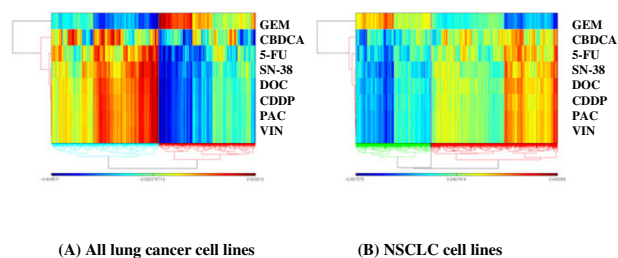 GEM
CBDCA
5-FU
SN-38
DOC
CDDP
PAC
VIN
GEM
CBDCA
5-FU
SN-38
DOC
CDDP
PAC
VIN
(A) All lung cancer cell lines
(B) NSCLC cell lines